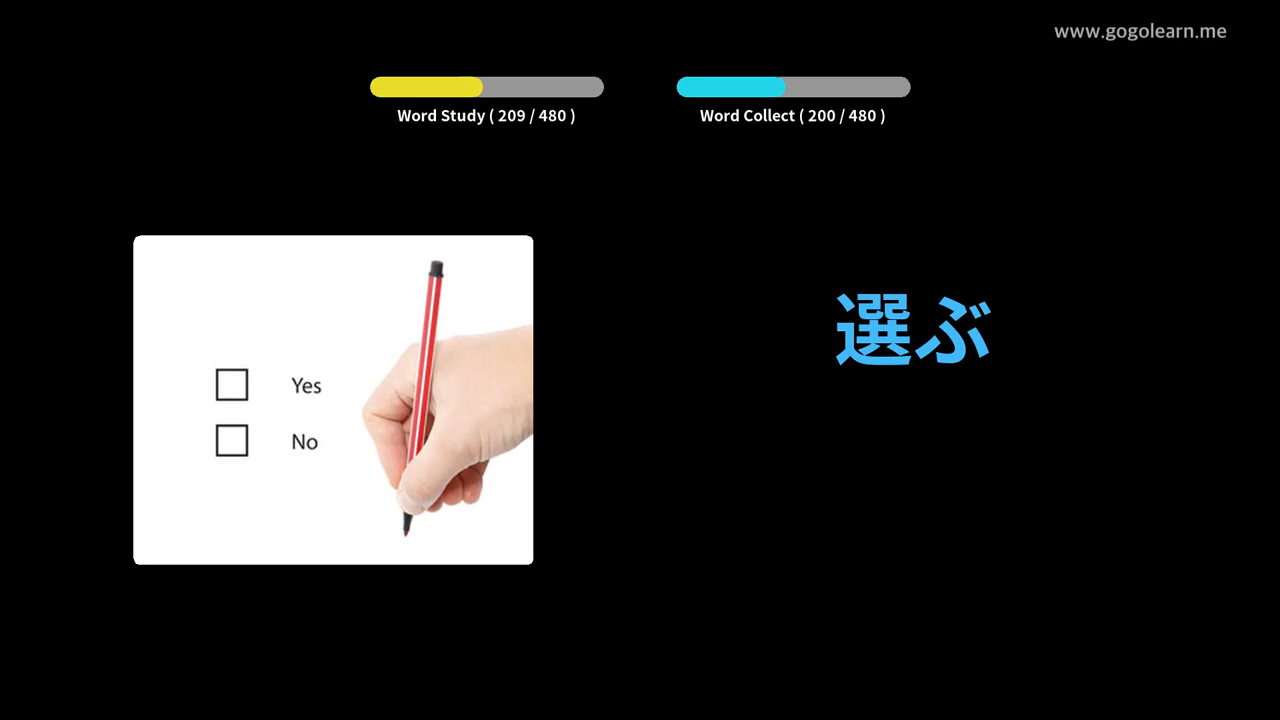 www.gogolearn.me
Word Study ( 209 / 480 )
Word Collect ( 200 / 480 )
選ぶ
Yes
No